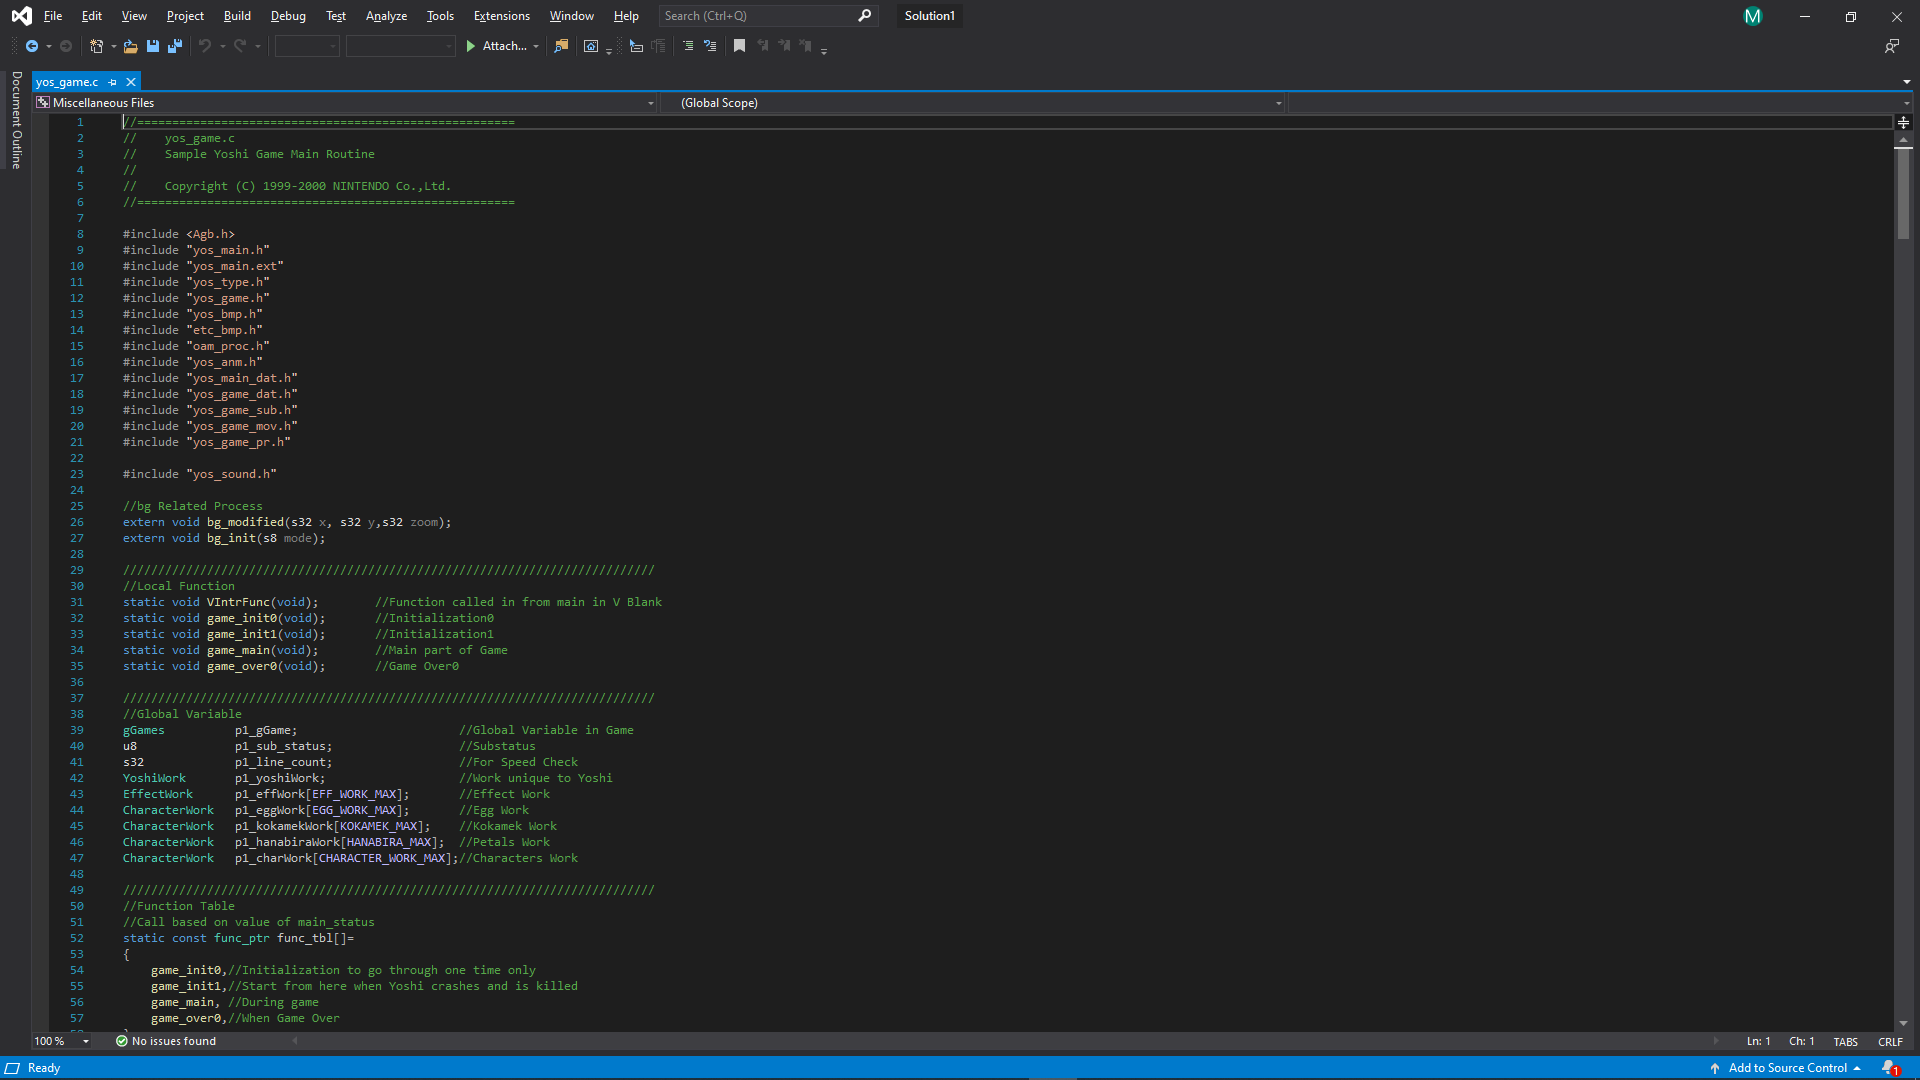 File Edit View Project Build Debug Test Analyze Tools Extensions Window Help Search (Ctrl+Q) Solution1 M
Attach...
Document Outline
yos_game.c
Miscellaneous Files (Global Scope)
1 //======================================================
2 // yos_game.c
3 // Sample Yoshi Game Main Routine
4 //
5 // Copyright (C) 1999-2000 NINTENDO Co.,Ltd.
6 //======================================================
7
8 #include <Agb.h>
9 #include "yos_main.h"
10 #include "yos_main.ext"
11 #include "yos_type.h"
12 #include "yos_game.h"
13 #include "yos_bmp.h"
14 #include "etc_bmp.h"
15 #include "oam_proc.h"
16 #include "yos_anm.h"
17 #include "yos_main_dat.h"
18 #include "yos_game_dat.h"
19 #include "yos_game_sub.h"
20 #include "yos_game_mov.h"
21 #include "yos_game_pr.h"
22
23 #include "yos_sound.h"
24
25 //bg Related Process
26 extern void bg_modified(s32 x, s32 y,s32 zoom);
27 extern void bg_init(s8 mode);
28
29 ////////////////////////////////////////////////////////////////////////////
30 //Local Function
31 static void VIntrFunc(void); //Function called in from main in V Blank
32 static void game_init0(void); //Initialization0
33 static void game_init1(void); //Initialization1
34 static void game_main(void); //Main part of Game
35 static void game_over0(void); //Game Over0
36
37 ////////////////////////////////////////////////////////////////////////////
38 //Global Variable
39 gGames p1_gGame; //Global Variable in Game
40 u8 p1_sub_status; //Substatus
41 s32 p1_line_count; //For Speed Check
42 YoshiWork p1_yoshiWork; //Work unique to Yoshi
43 EffectWork p1_effWork[EFF_WORK_MAX]; //Effect Work
44 CharacterWork p1_eggWork[EGG_WORK_MAX]; //Egg Work
45 CharacterWork p1_kokamekWork[KOKAMEK_MAX]; //Kokamek Work
46 CharacterWork p1_hanabiraWork[HANABIRA_MAX]; //Petals Work
47 CharacterWork p1_charWork[CHARACTER_WORK_MAX];//Characters Work
48
49 ////////////////////////////////////////////////////////////////////////////
50 //Function Table
51 //Call based on value of main_status
52 static const func_ptr func_tbl[]=
53 {
54 game_init0,//Initialization to go through one time only
55 game_init1,//Start from here when Yoshi crashes and is killed
56 game_main, //During game
57 game_over0,//When Game Over
100 % No issues found Ln: 1 Ch: 1 TABS CRLF
Ready Add to Source Control 1